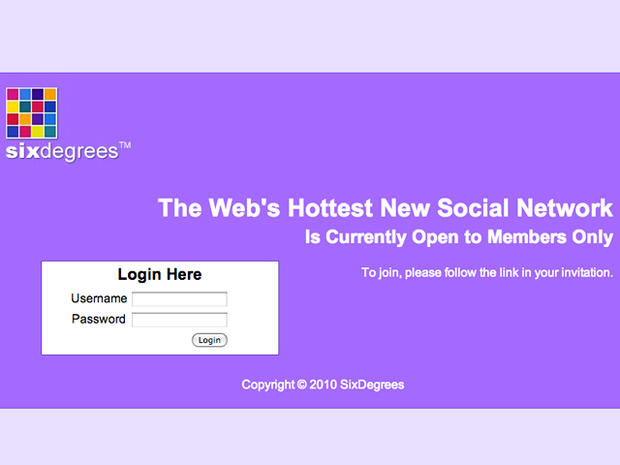 sixdegrees™
The Web's Hottest New Social Network
Is Currently Open to Members Only
Login Here
To join, please follow the link in your invitation.
Username
Password
Login
Copyright © 2010 SixDegrees